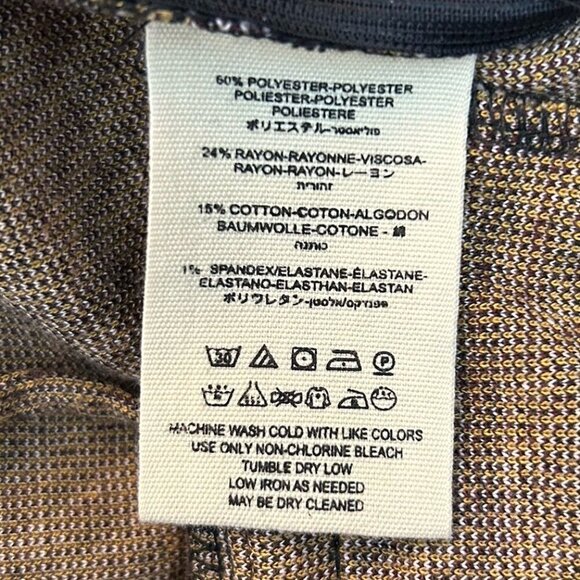 60% POLYESTER-POLYESTER
POLIESTER-POLYESTER
POLIESTERE
ポリエステル-פוליאסטר
24% RAYON-RAYONNE-VISCOSA-
RAYON-RAYON-レーヨン
זהורית
15% COTTON-COTON-ALGODON
BAUMWOLLE-COTONE - 綿
כותנה
1% SPANDEX/ELASTANE-ÉLASTANE-
ELASTANO-ELASTHAN-ELASTAN
ポリウレタン-ספנדקס/אלסטן
30
MACHINE WASH COLD WITH LIKE COLORS
USE ONLY NON-CHLORINE BLEACH
TUMBLE DRY LOW
LOW IRON AS NEEDED
MAY BE DRY CLEANED